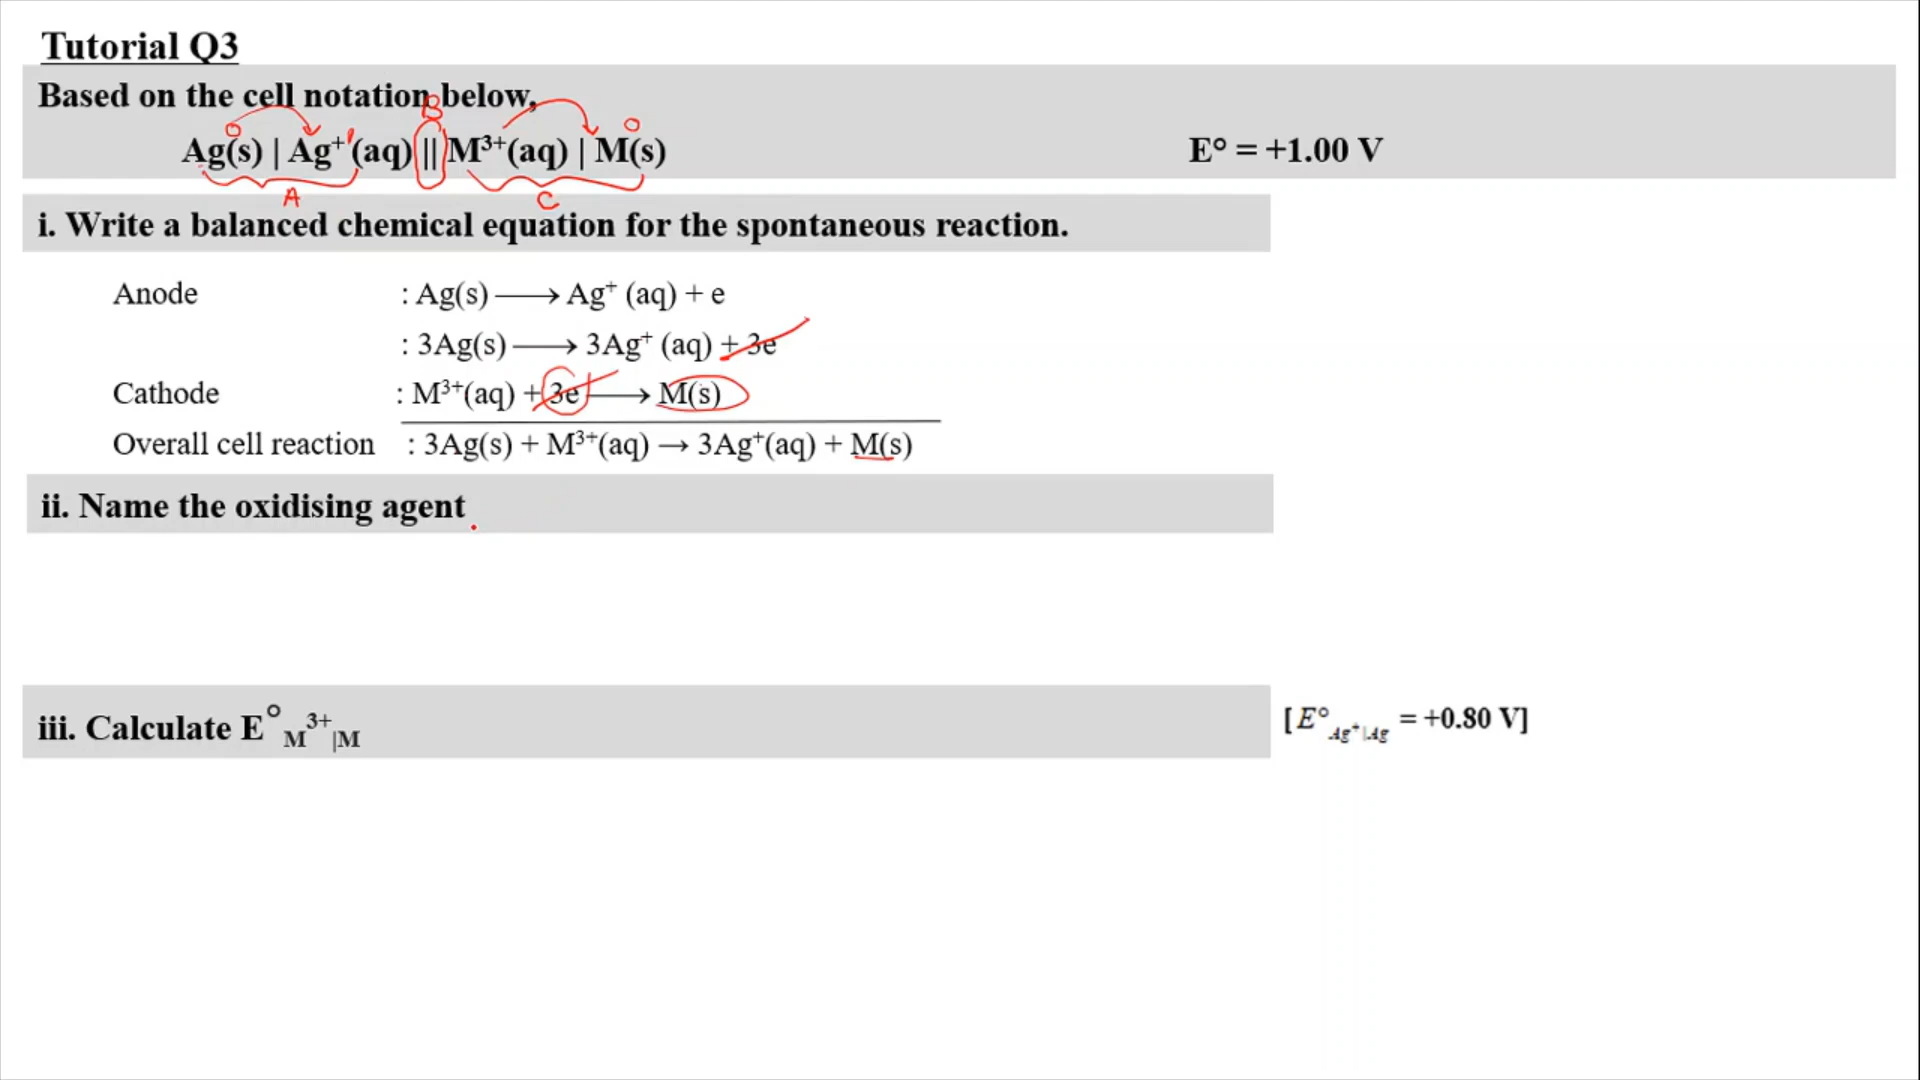 Tutorial Q3
Based on the cell notation below,
B
O O
Ag(s) | Ag⁺(aq) || M³⁺(aq) | M(s) E° = +1.00 V
A C
i. Write a balanced chemical equation for the spontaneous reaction.
Anode : Ag(s) ⟶ Ag⁺ (aq) + e
: 3Ag(s) ⟶ 3Ag⁺ (aq) + 3e
Cathode : M³⁺(aq) + 3e ⟶ M(s)
Overall cell reaction : 3Ag(s) + M³⁺(aq) → 3Ag⁺(aq) + M(s)
ii. Name the oxidising agent
iii. Calculate E° M³⁺|M [E° Ag⁺|Ag = +0.80 V]